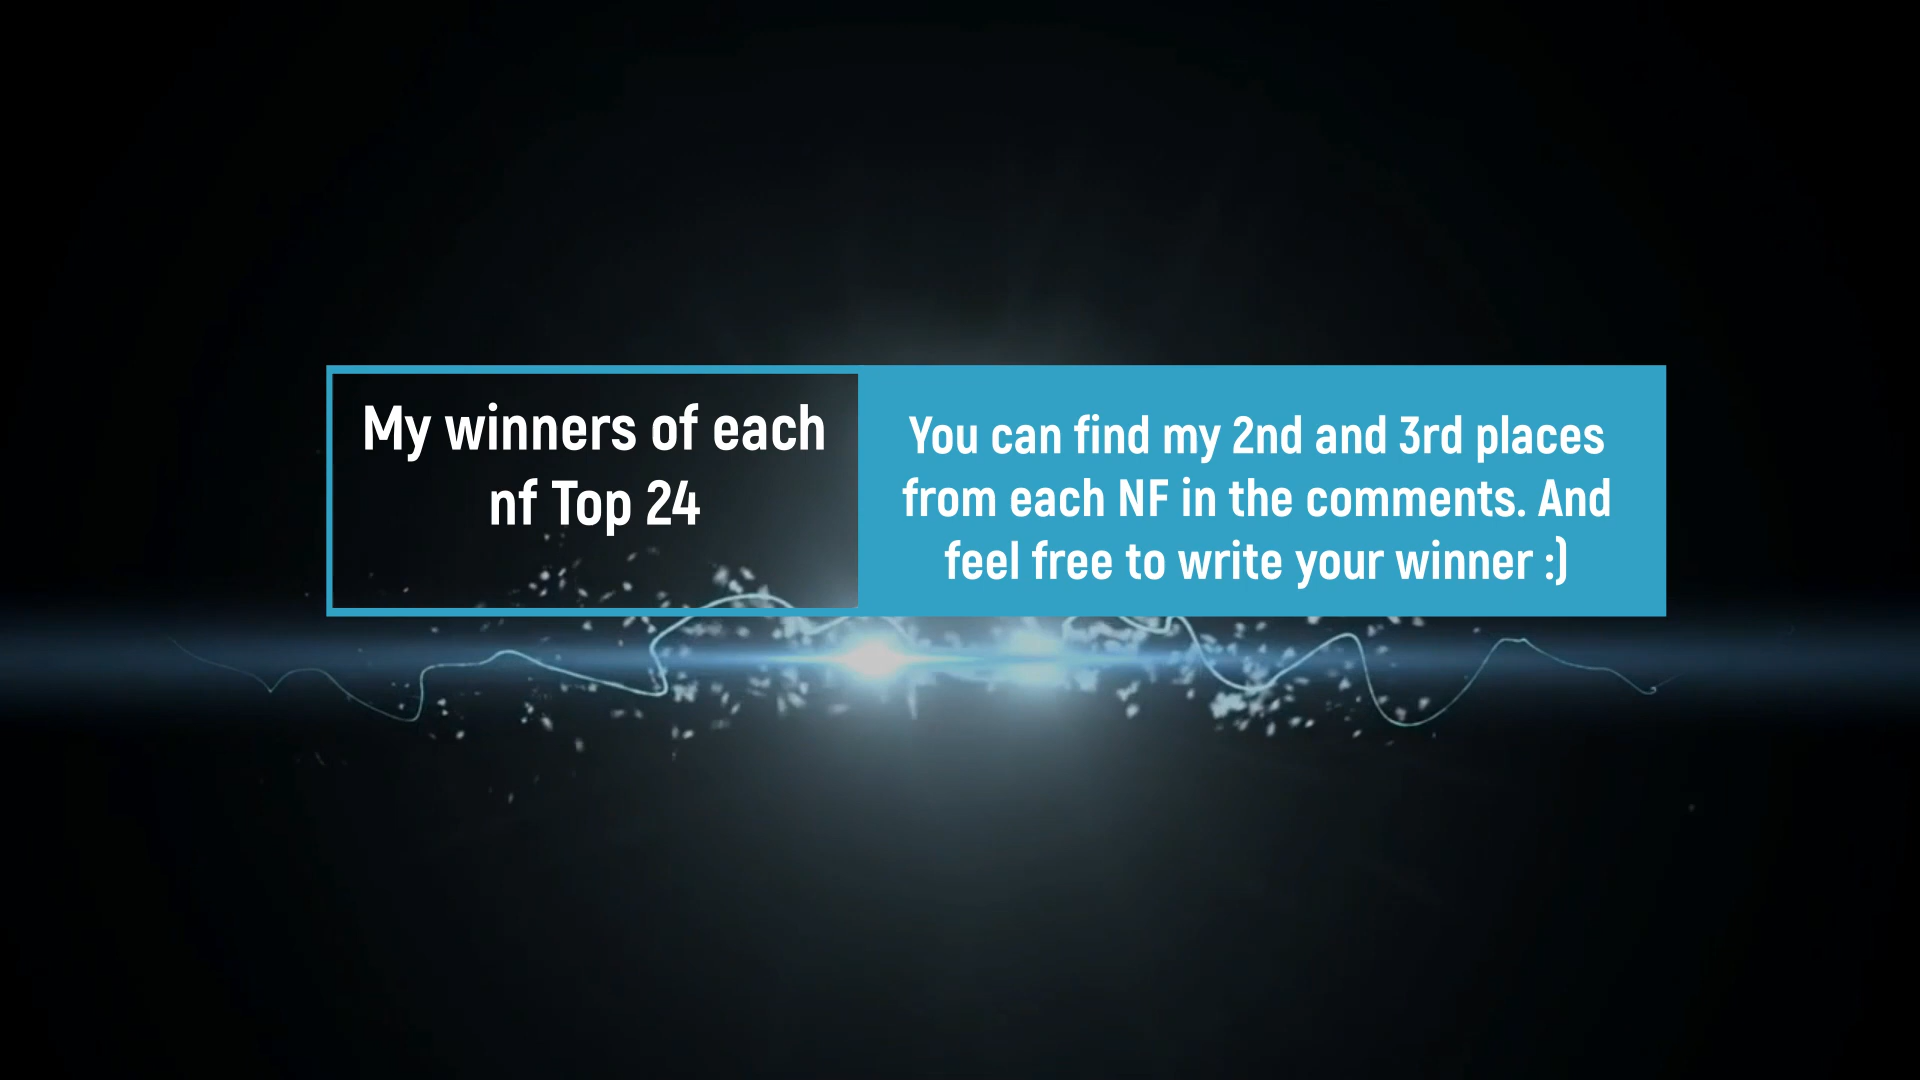 My winners of each
nf Top 24
You can find my 2nd and 3rd places
from each NF in the comments. And
feel free to write your winner :)